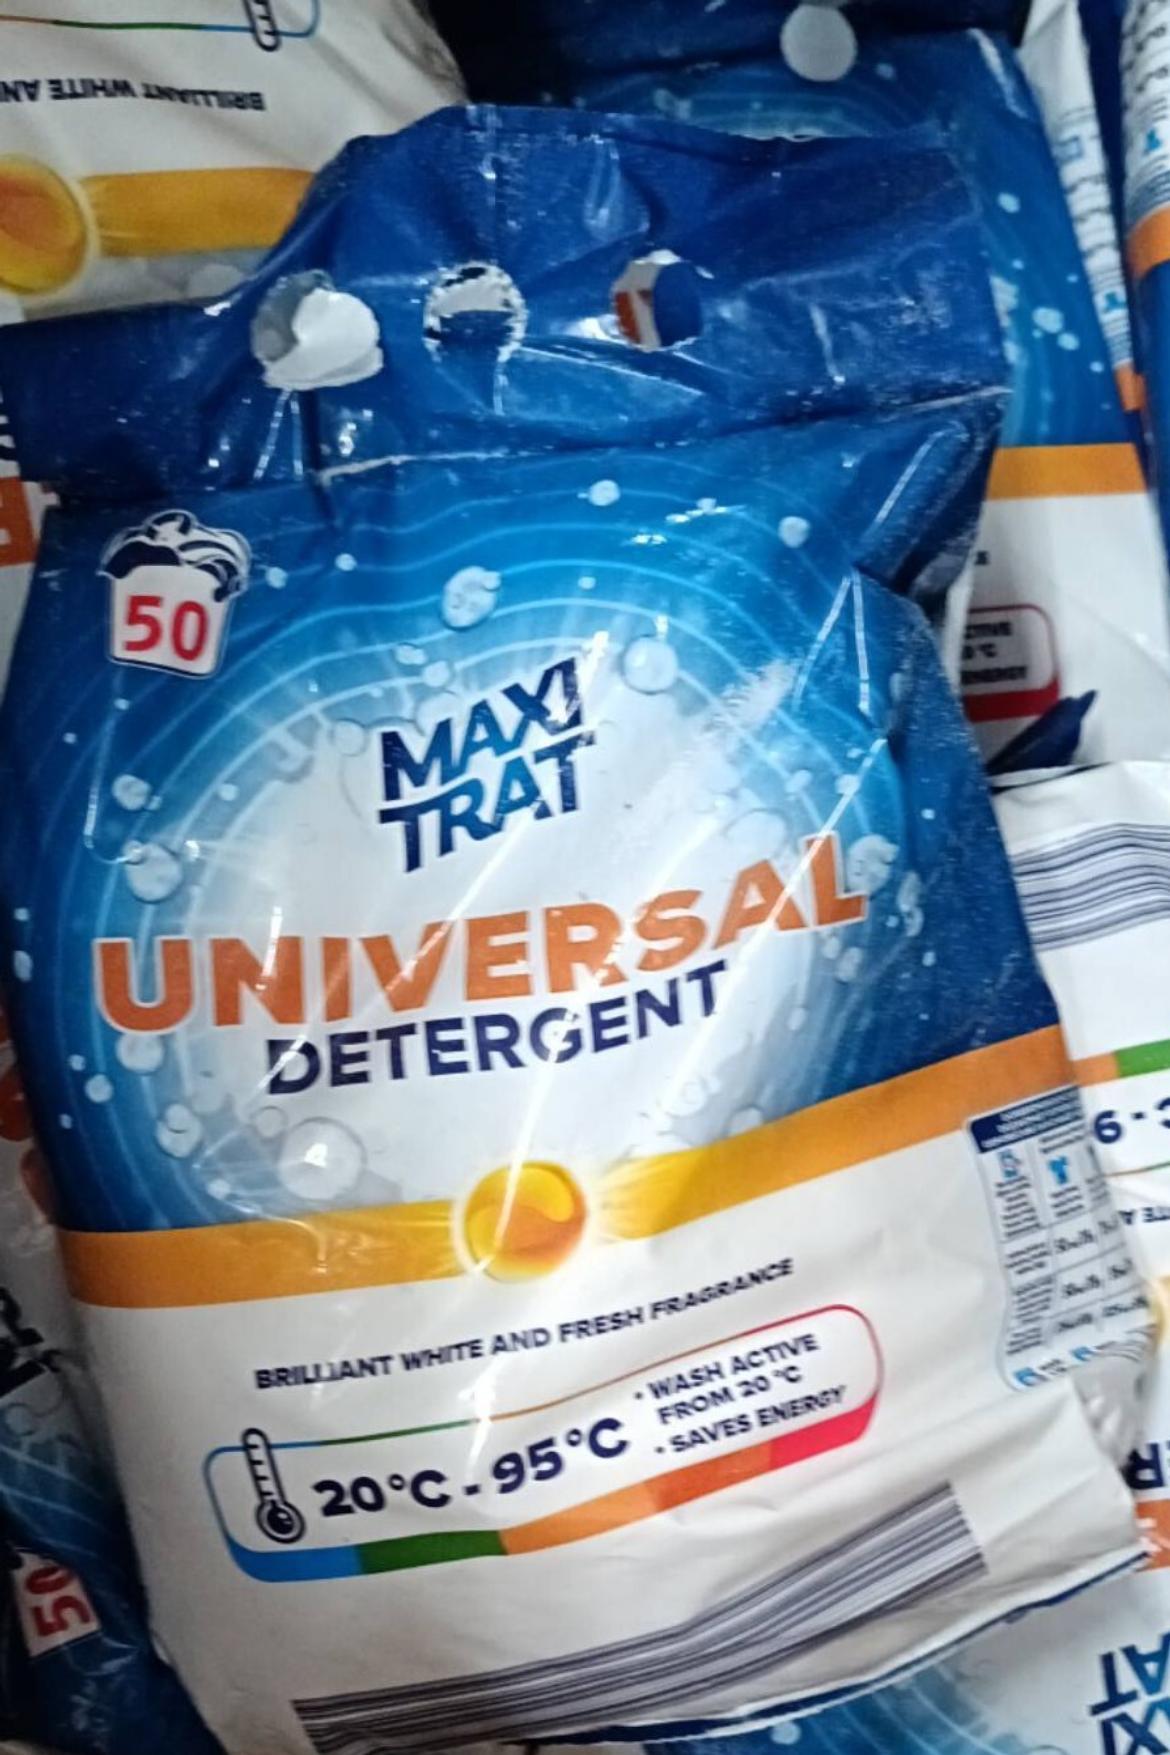 BRILLIANT WHITE AN
50
MAXI
TRAT
UNIVERSAL
DETERGENT
BRILLIANT WHITE AND FRESH FRAGRANCE
20°C - 95°C
• WASH ACTIVE
FROM 20 °C
• SAVES ENERGY
50